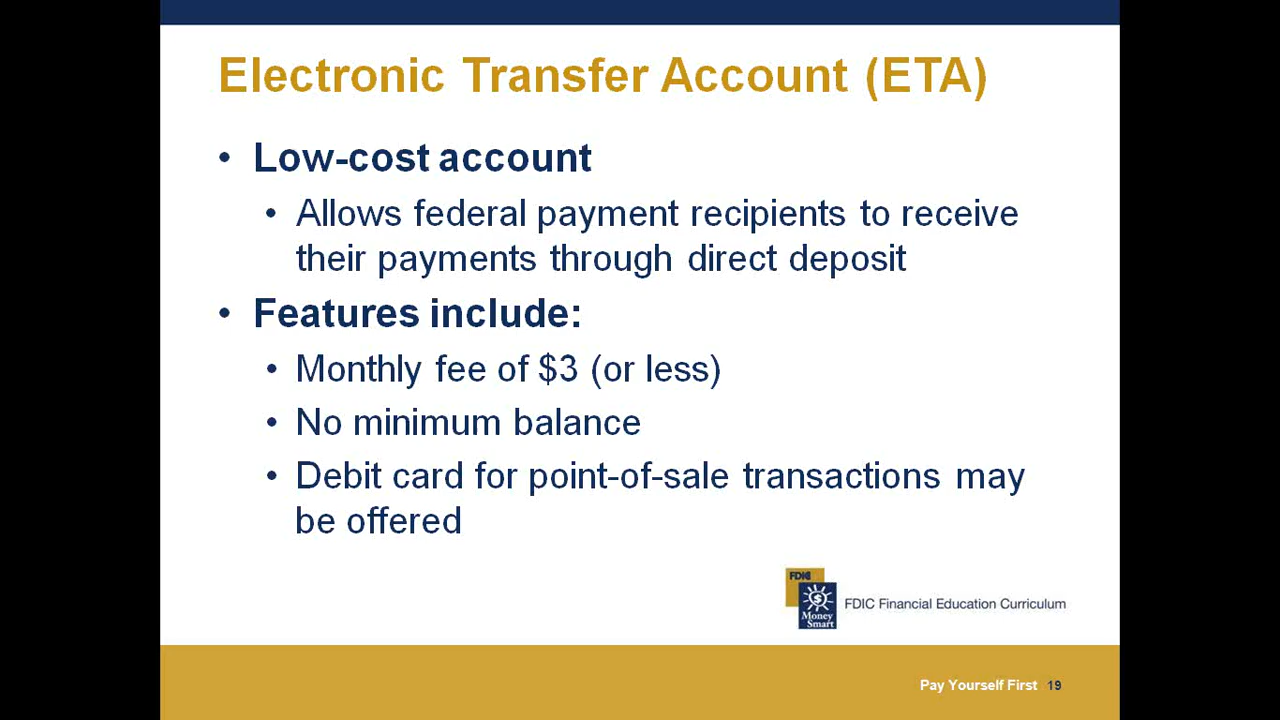 Electronic Transfer Account (ETA)
• Low-cost account
• Allows federal payment recipients to receive
their payments through direct deposit
• Features include:
• Monthly fee of $3 (or less)
• No minimum balance
• Debit card for point-of-sale transactions may
be offered
FDIC
Money
Smart
FDIC Financial Education Curriculum
Pay Yourself First 19